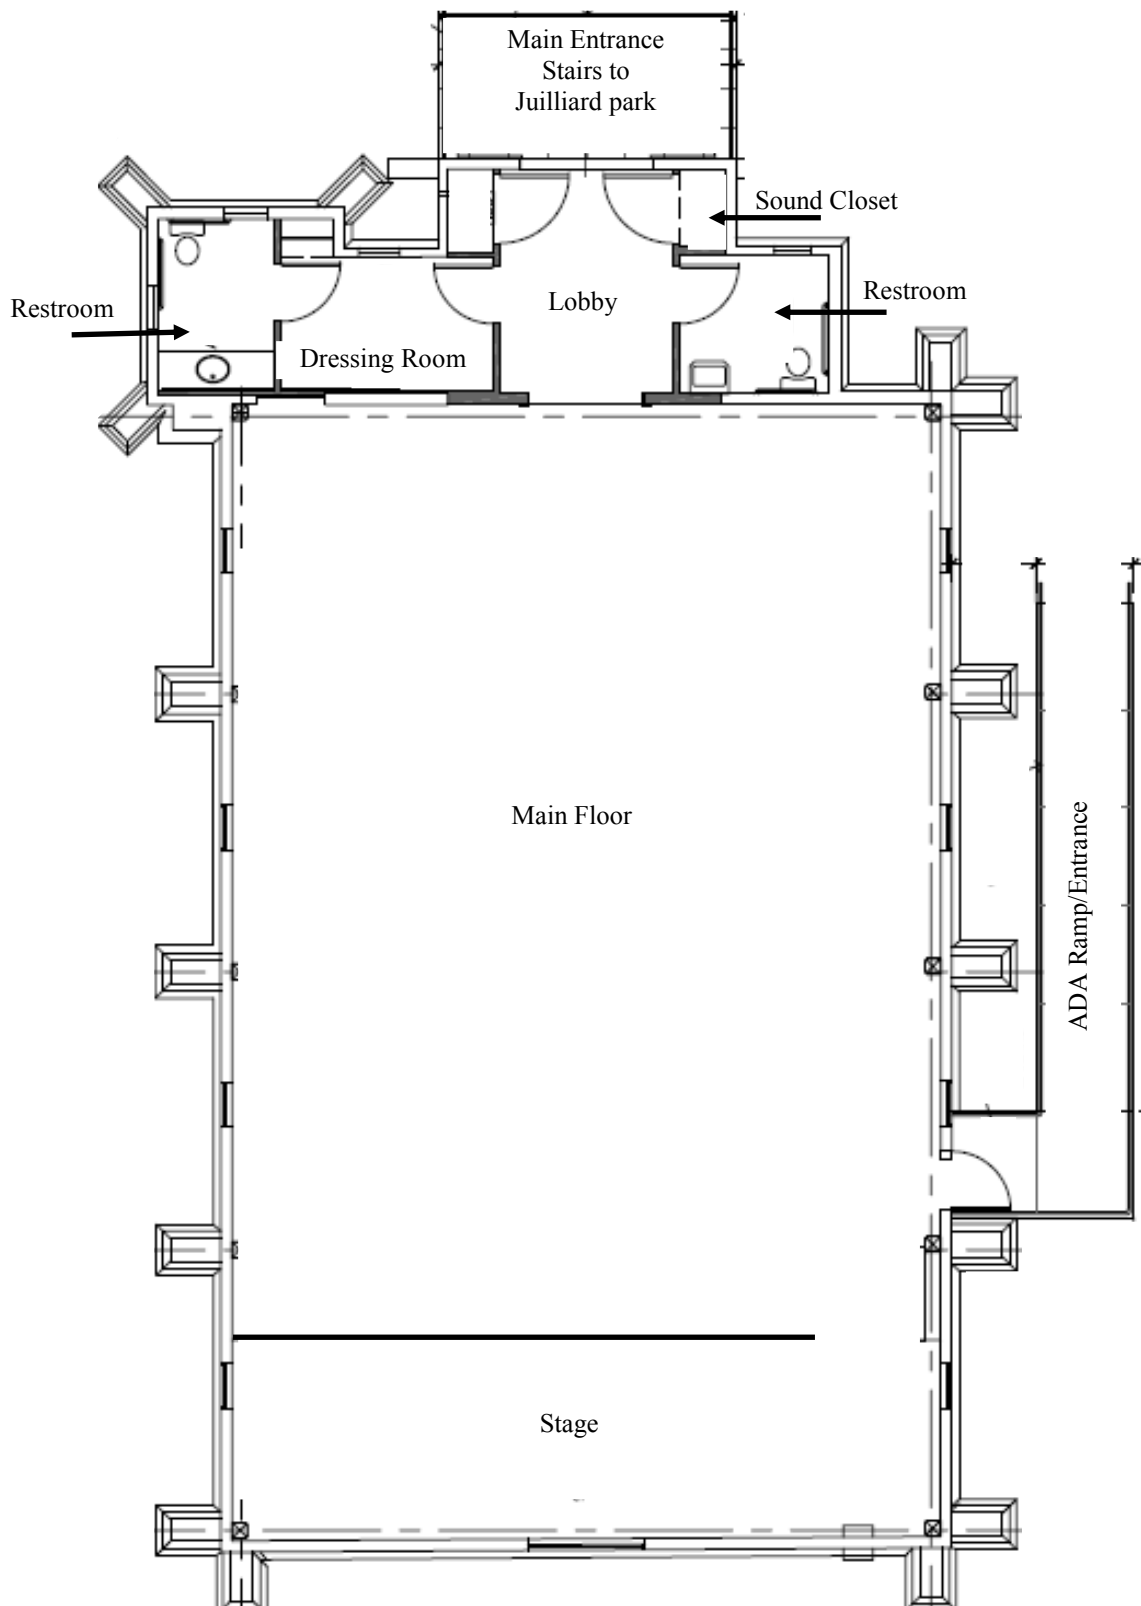 Main Entrance
Stairs to
Juilliard park
Sound Closet
Restroom
Lobby
Restroom
Dressing Room
Main Floor
ADA Ramp/Entrance
Stage